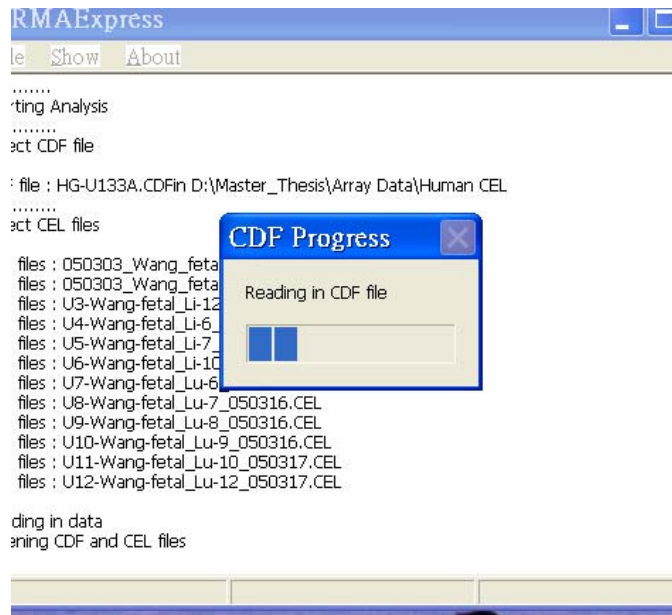 RMAExpress
le Show About
........
rting Analysis
........
ect CDF file
file : HG-U133A.CDFin D:\Master_Thesis\Array Data\Human CEL
........
ect CEL files
files : 050303_Wang_feta
files : 050303_Wang_feta
files : U3-Wang-fetal_Li-12
files : U4-Wang-fetal_Li-6_
files : U5-Wang-fetal_Li-7_
files : U6-Wang-fetal_Li-10
files : U7-Wang-fetal_Lu-6_
files : U8-Wang-fetal_Lu-7_050316.CEL
files : U9-Wang-fetal_Lu-8_050316.CEL
files : U10-Wang-fetal_Lu-9_050316.CEL
files : U11-Wang-fetal_Lu-10_050317.CEL
files : U12-Wang-fetal_Lu-12_050317.CEL
ding in data
ening CDF and CEL files
CDF Progress
Reading in CDF file